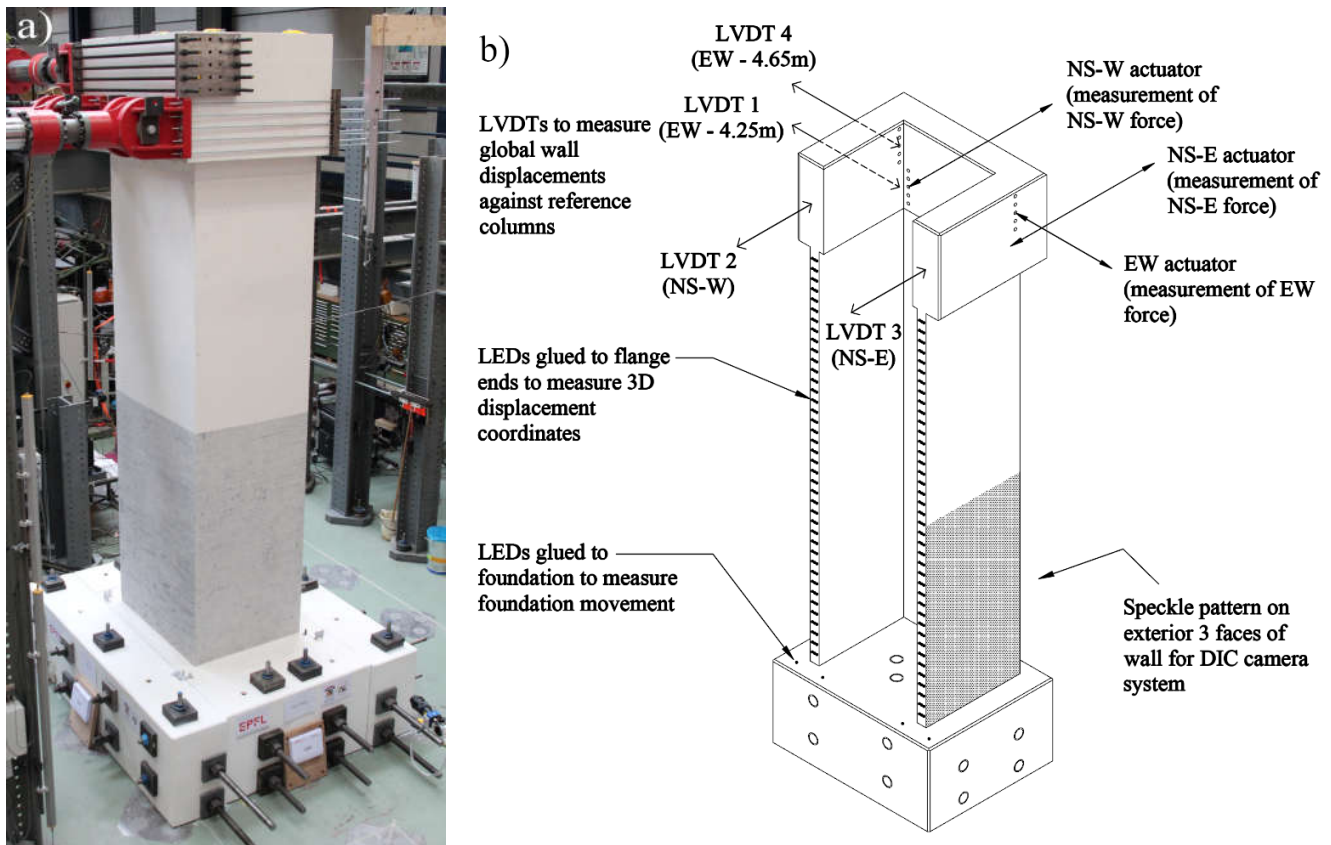 a)
b)
LVDT 4
(EW - 4.65m)
LVDT 1
(EW - 4.25m)
LVDTs to measure
global wall
displacements
against reference
columns
NS-W actuator
(measurement of
NS-W force)
NS-E actuator
(measurement of
NS-E force)
LVDT 2
(NS-W)
EW actuator
(measurement of EW
force)
LVDT 3
(NS-E)
LEDs glued to flange
ends to measure 3D
displacement
coordinates
LEDs glued to
foundation to measure
foundation movement
Speckle pattern on
exterior 3 faces of
wall for DIC camera
system
EPFL